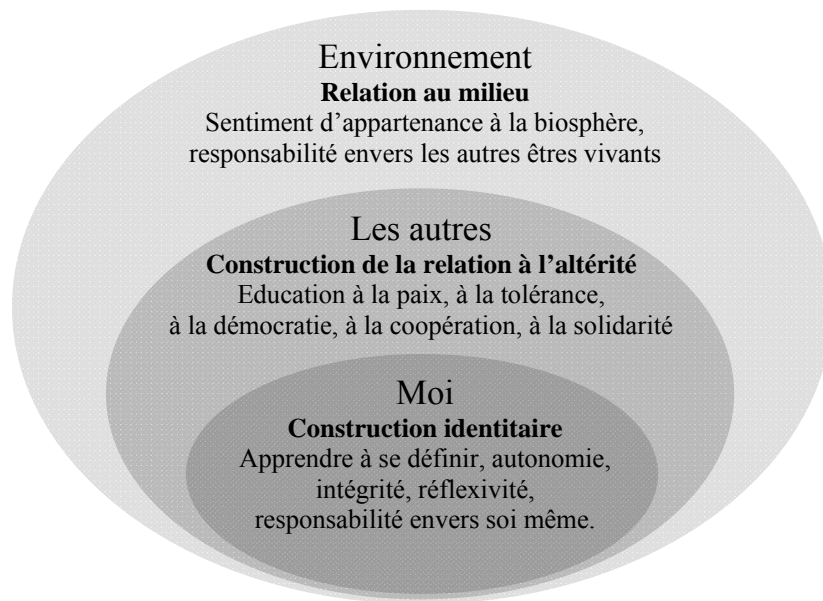 Environnement
Relation au milieu
Sentiment d’appartenance à la biosphère,
responsabilité envers les autres êtres vivants
Les autres
Construction de la relation à l’altérité
Education à la paix, à la tolérance,
à la démocratie, à la coopération, à la solidarité
Moi
Construction identitaire
Apprendre à se définir, autonomie,
intégrité, réflexivité,
responsabilité envers soi même.